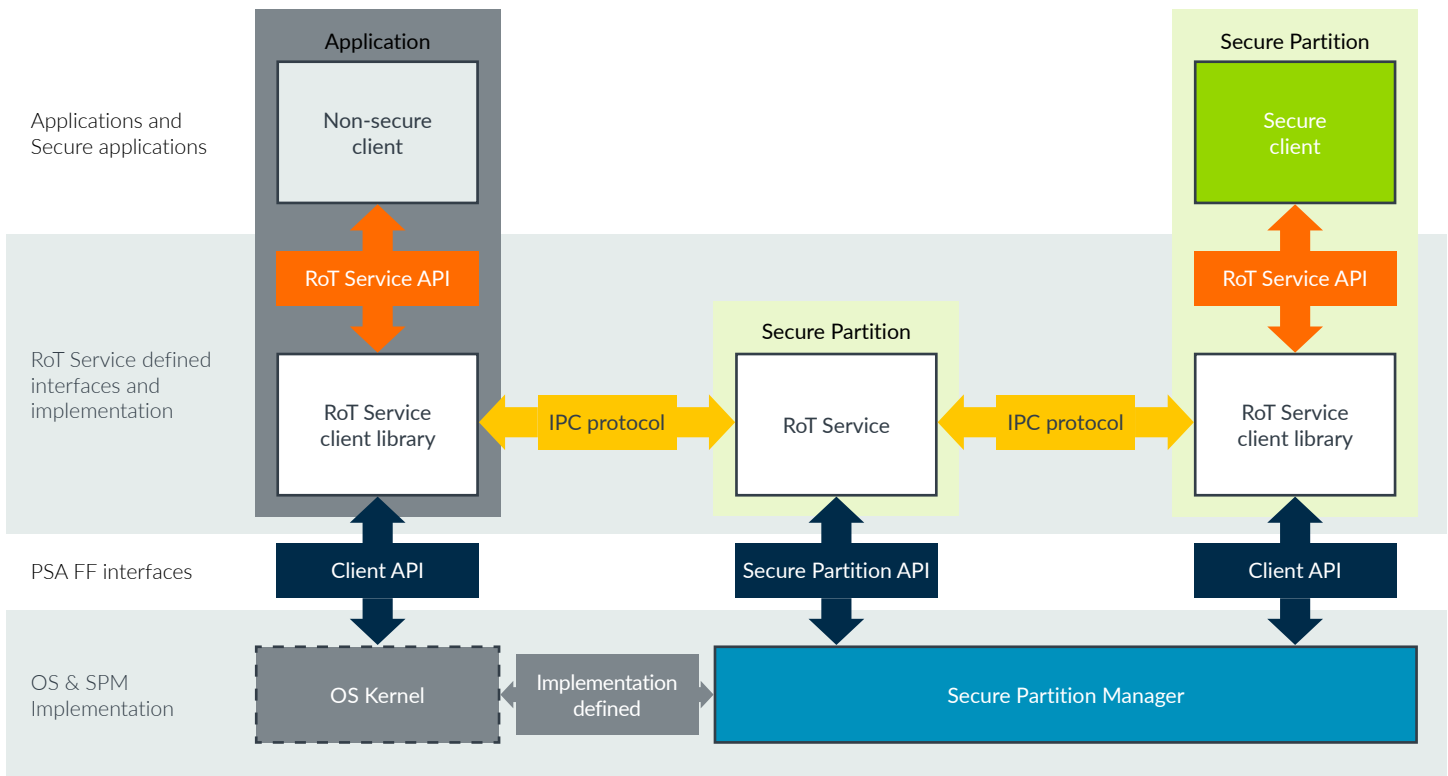 Application
Secure Partition
Applications and
Secure applications
Non-secure
client
Secure
client
RoT Service API
RoT Service API
Secure Partition
RoT Service defined
interfaces and
implementation
RoT Service
client library
IPC protocol
RoT Service
IPC protocol
RoT Service
client library
PSA FF interfaces
Client API
Secure Partition API
Client API
OS & SPM
Implementation
OS Kernel
Implementation
defined
Secure Partition Manager